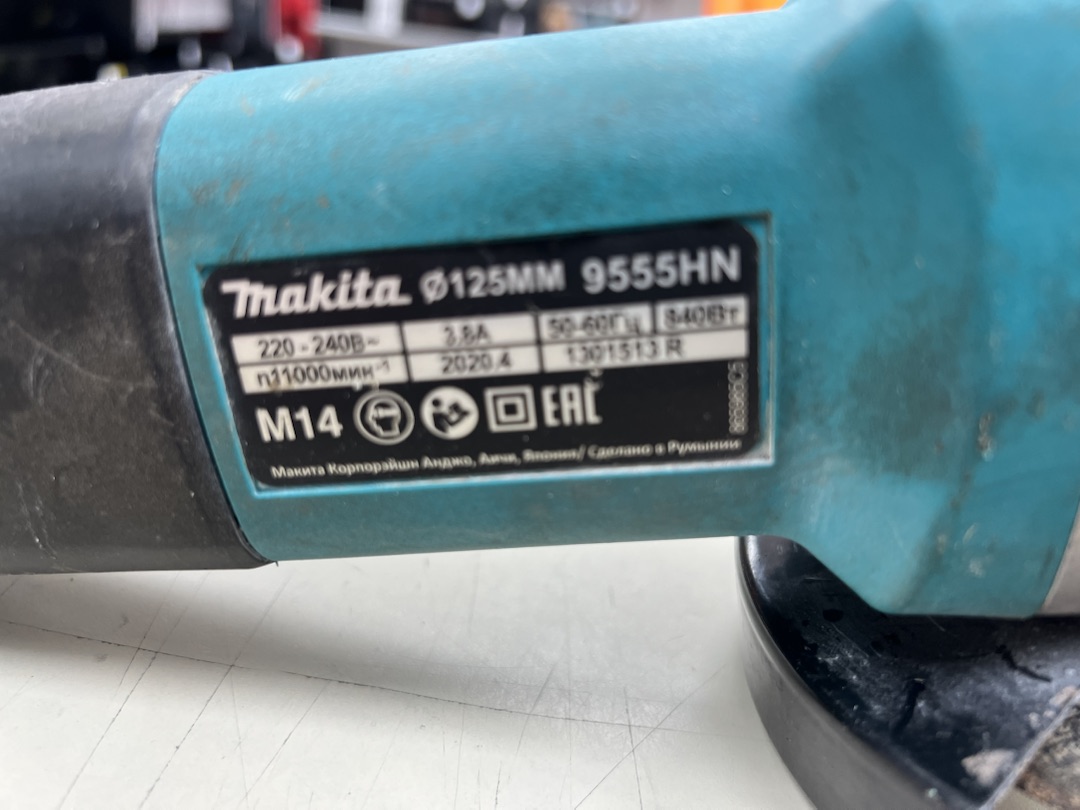 makita Ø125мм 9555HN
220-240В~ 3,8А 50-60Гц 840Вт
n11000мин⁻¹ 2020.4 1301513 R
M14 EAC
Макита Корпорэйшн Анджо, Аичи, Япония/ Сделано в Румынии